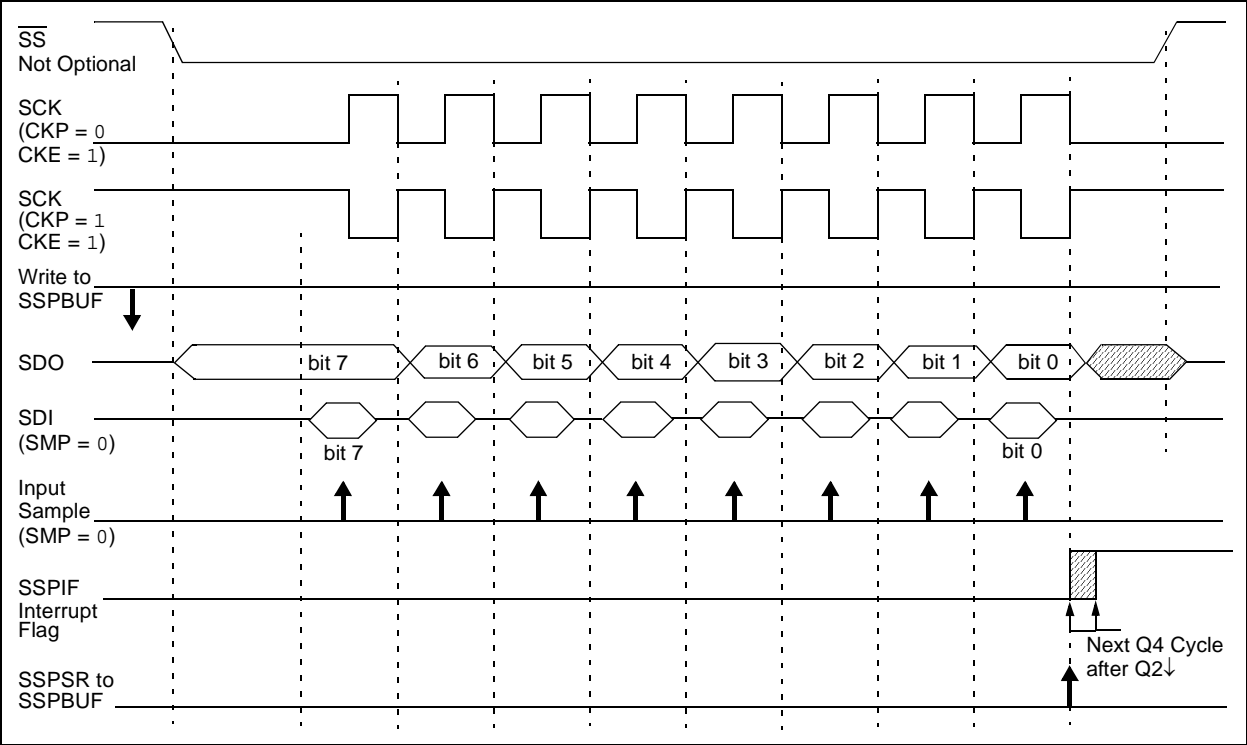 SS
Not Optional
SCK
(CKP = 0
CKE = 1)
SCK
(CKP = 1
CKE = 1)
Write to
SSPBUF
SDO
bit 7 bit 6 bit 5 bit 4 bit 3 bit 2 bit 1 bit 0
SDI
(SMP = 0)
bit 7 bit 0
Input
Sample
(SMP = 0)
SSPIF
Interrupt
Flag
Next Q4 Cycle
after Q2↓
SSPSR to
SSPBUF